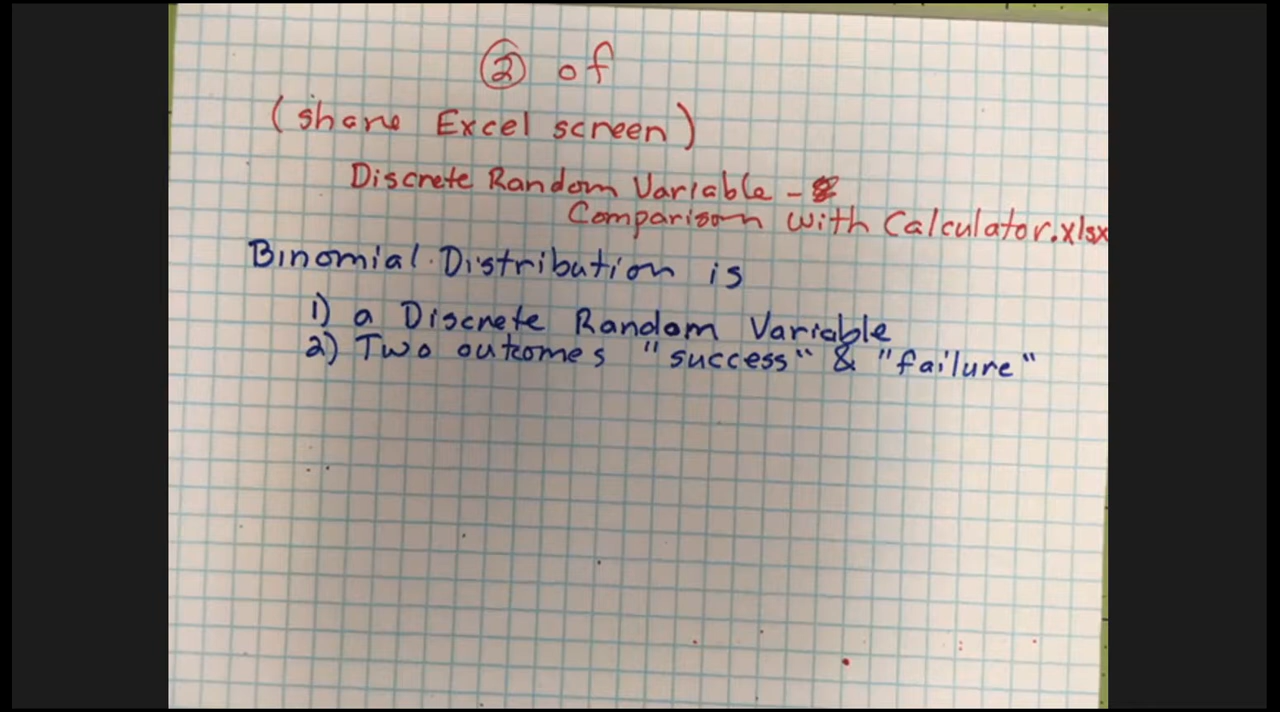 ② of
(share Excel screen)
Discrete Random Variable -
Comparison with Calculator.xlsx
Binomial Distribution is
1) a Discrete Random Variable
2) Two outcomes "success" & "failure"